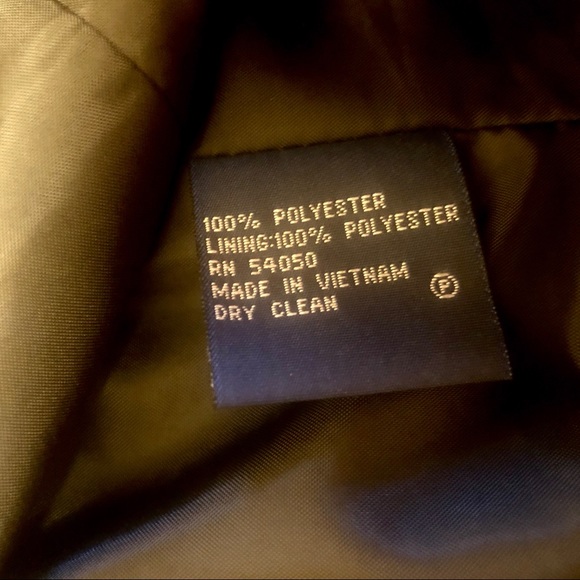 100% POLYESTER
LINING:100% POLYESTER
RN 54050
MADE IN VIETNAM
DRY CLEAN
Ⓟ